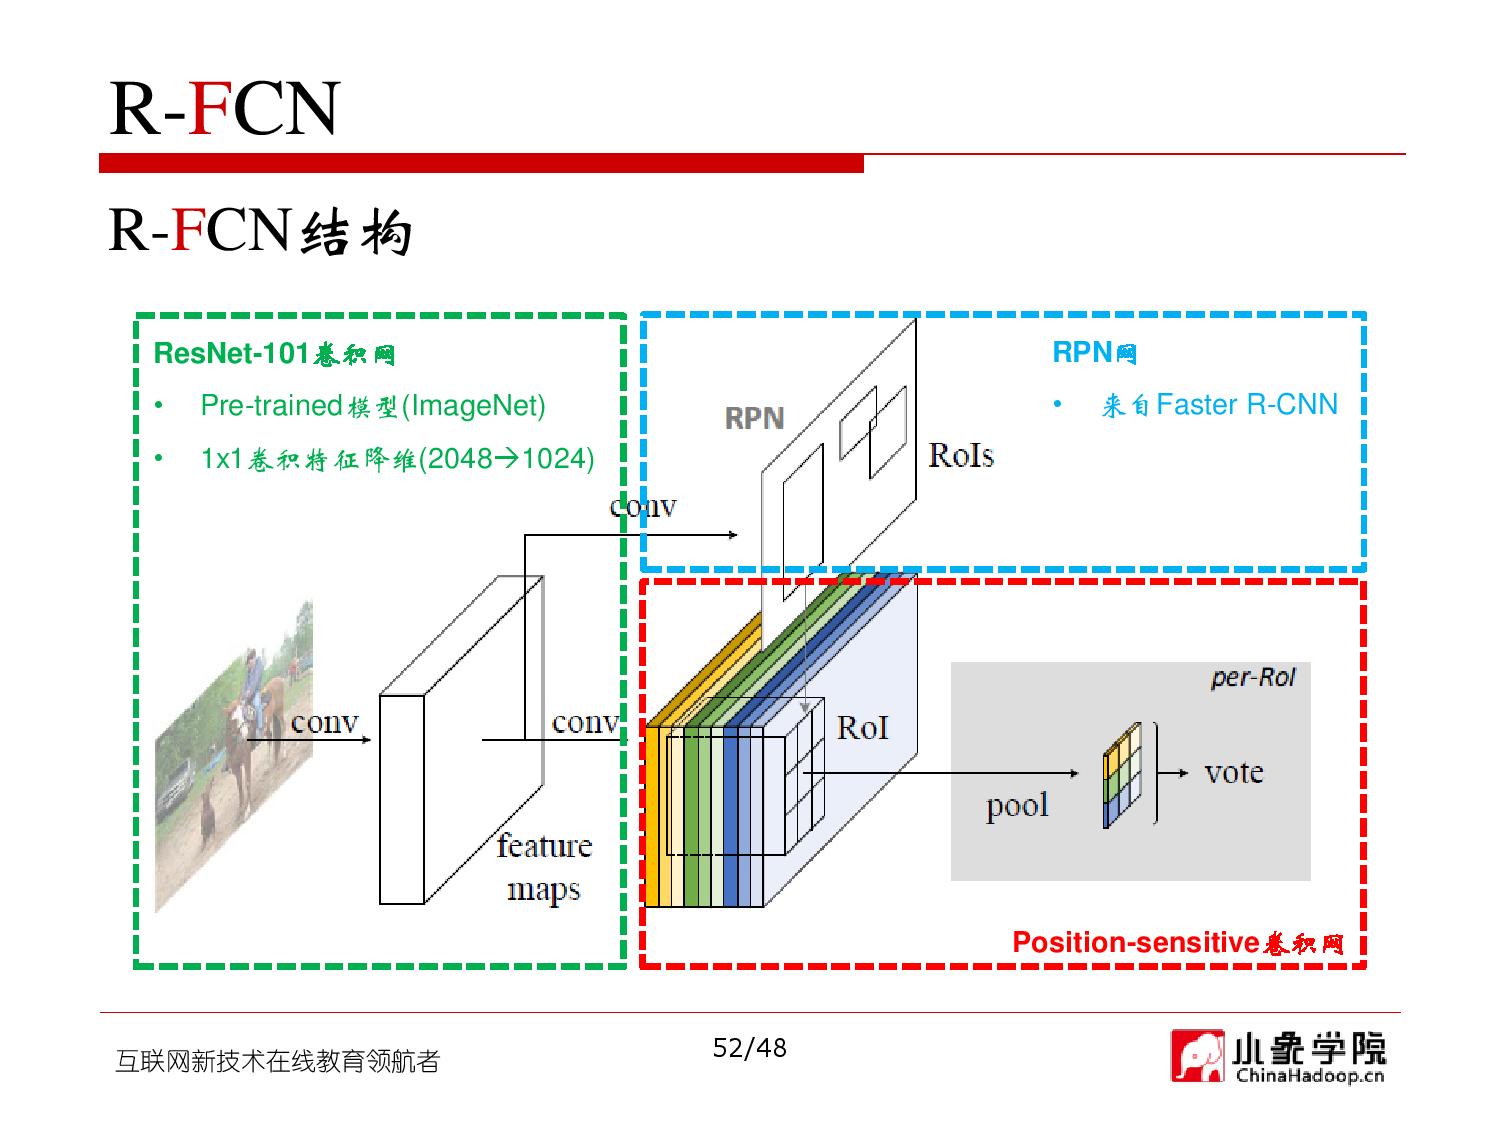 R-FCN
R-FCN结构
ResNet-101卷积网
• Pre-trained模型(ImageNet)
• 1x1卷积特征降维(2048→1024)
RPN网
• 来自Faster R-CNN
RPN
RoIs
conv
conv
conv
feature
maps
RoI
pool
per-RoI
vote
Position-sensitive卷积网
互联网新技术在线教育领航者
52/48
小象学院
ChinaHadoop.cn